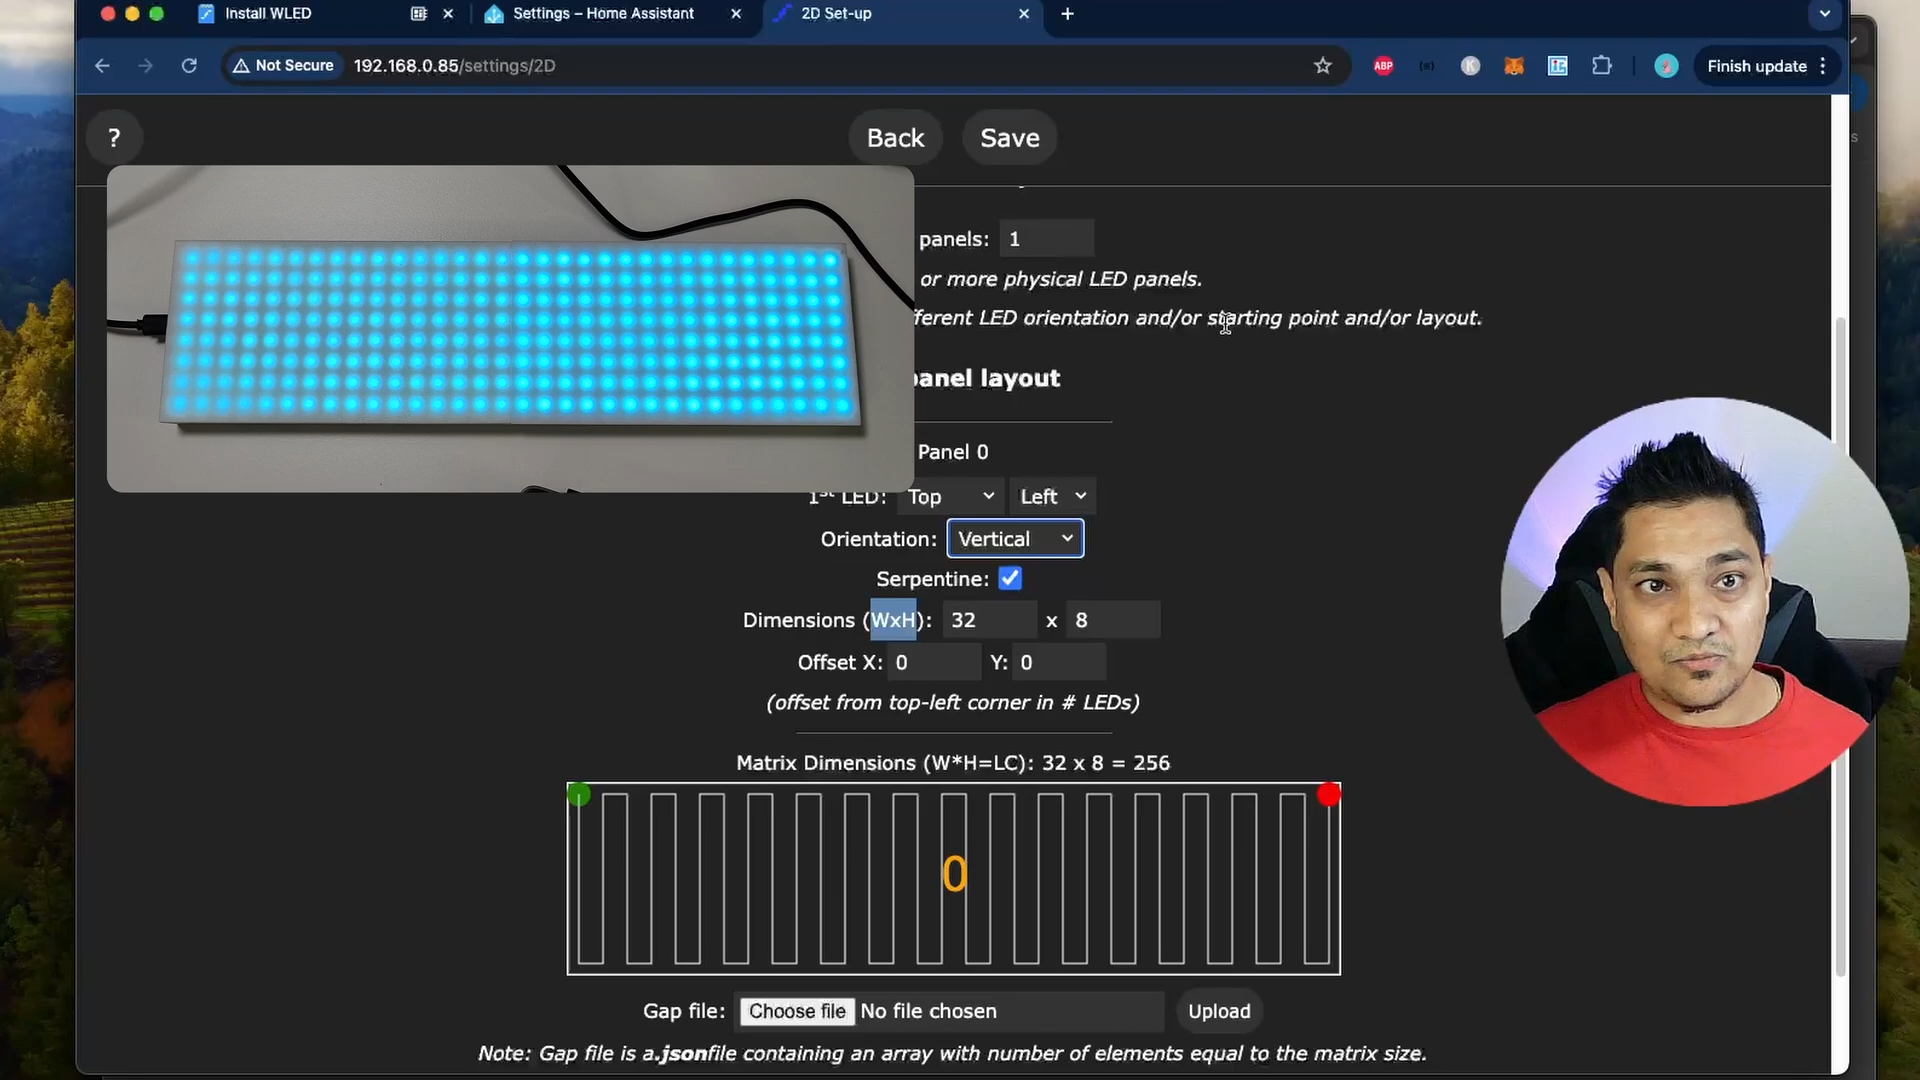 Install WLED
Settings – Home Assistant
2D Set-up
Not Secure
192.168.0.85/settings/2D
ABP
K
Finish update
?
Back
Save
panels: 1
or more physical LED panels.
ferent LED orientation and/or starting point and/or layout.
panel layout
Panel 0
1st LED: Top Left
Orientation: Vertical
Serpentine:
Dimensions (WxH): 32 x 8
Offset X: 0 Y: 0
(offset from top-left corner in # LEDs)
Matrix Dimensions (W*H=LC): 32 x 8 = 256
0
Gap file: Choose file No file chosen Upload
Note: Gap file is a.jsonfile containing an array with number of elements equal to the matrix size.